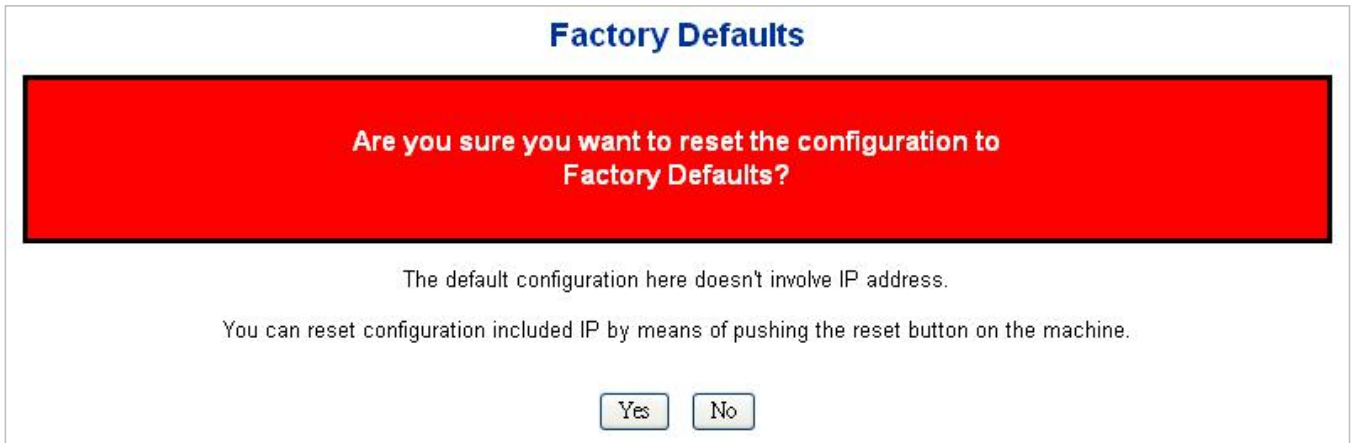 Factory Defaults
Are you sure you want to reset the configuration to
Factory Defaults?
The default configuration here doesn't involve IP address.
You can reset configuration included IP by means of pushing the reset button on the machine.
Yes No